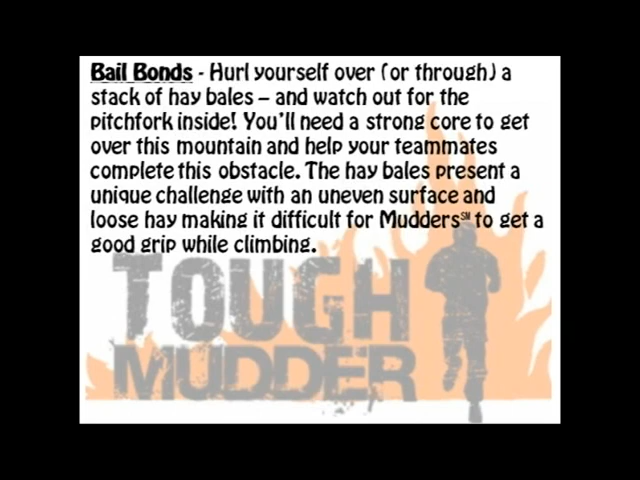 Bail Bonds - Hurl yourself over (or through) a
stack of hay bales – and watch out for the
pitchfork inside! You'll need a strong core to get
over this mountain and help your teammates
complete this obstacle. The hay bales present a
unique challenge with an uneven surface and
loose hay making it difficult for Mudders℠ to get a
good grip while climbing.
TOUGH
MUDDER